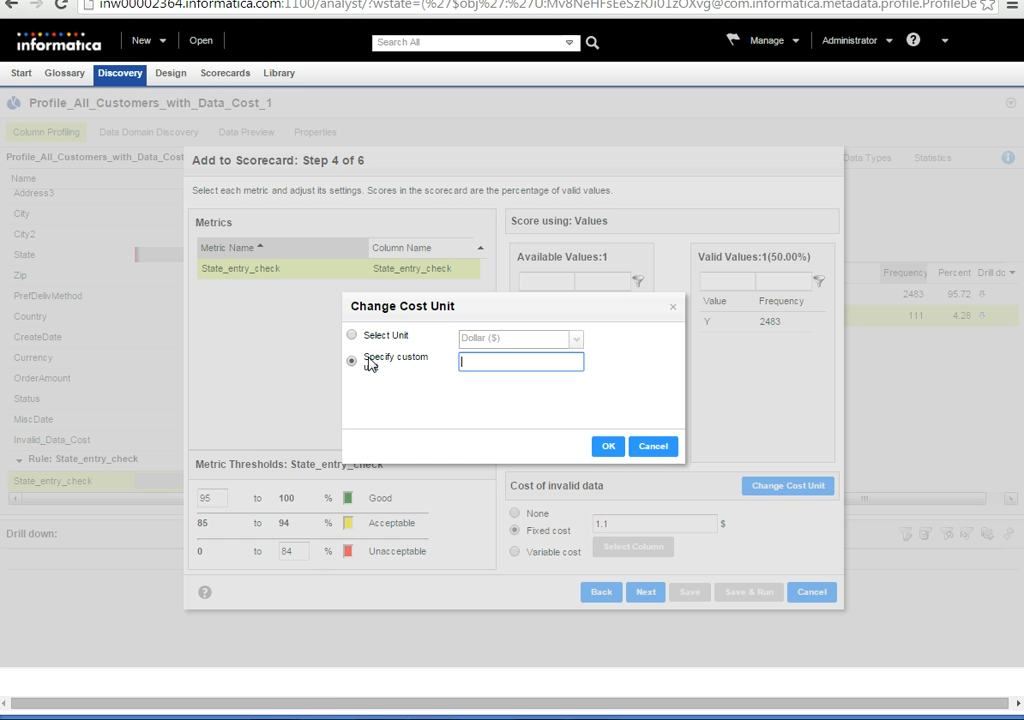 inw00002364.informatica.com:1100/analyst/?wstate=(%27$obj%27:%27U:Mv8NeHFsEeSzRJi01zOXvg@com.informatica.metadata.profile.ProfileDe
informatica New Open Search All Manage Administrator ?
Start Glossary Discovery Design Scorecards Library
Profile_All_Customers_with_Data_Cost_1
Column Profiling Data Domain Discovery Data Preview Properties
Profile_All_Customers_with_Data_Cost Data Types Statistics
Name
Address3
City
City2
State
Zip
PrefDelivMethod
Country
CreateDate
Currency
OrderAmount
Status
MiscDate
Invalid_Data_Cost
Rule: State_entry_check
State_entry_check
Drill down:
Frequency Percent Drill dc
2483 95.72
111 4.28
Add to Scorecard: Step 4 of 6
Select each metric and adjust its settings. Scores in the scorecard are the percentage of valid values.
Metrics
Metric Name Column Name
State_entry_check State_entry_check
Score using: Values
Available Values:1
Valid Values:1(50.00%)
Value Frequency
Y 2483
Change Cost Unit ×
Select Unit Dollar ($)
Specify custom
OK Cancel
Metric Thresholds: State_entry_check
95 to 100 % Good
85 to 94 % Acceptable
0 to 84 % Unacceptable
Cost of invalid data Change Cost Unit
None
Fixed cost 1.1 $
Variable cost Select Column
? Back Next Save Save & Run Cancel